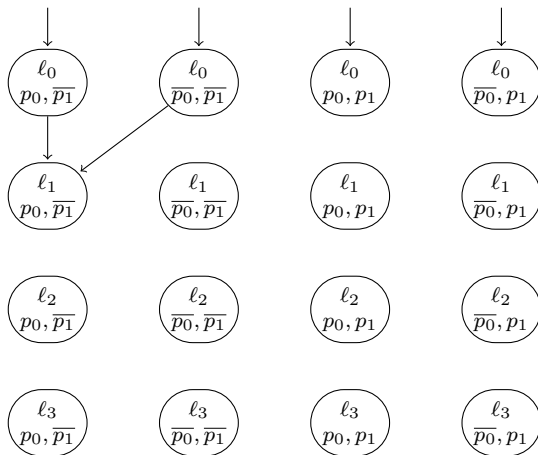 ℓ₀ ℓ₀ ℓ₀ ℓ₀
p₀, p̅₁ p̅₀, p̅₁ p₀, p₁ p̅₀, p₁
ℓ₁ ℓ₁ ℓ₁ ℓ₁
p₀, p̅₁ p̅₀, p̅₁ p₀, p₁ p̅₀, p₁
ℓ₂ ℓ₂ ℓ₂ ℓ₂
p₀, p̅₁ p̅₀, p̅₁ p₀, p₁ p̅₀, p₁
ℓ₃ ℓ₃ ℓ₃ ℓ₃
p₀, p̅₁ p̅₀, p̅₁ p₀, p₁ p̅₀, p₁